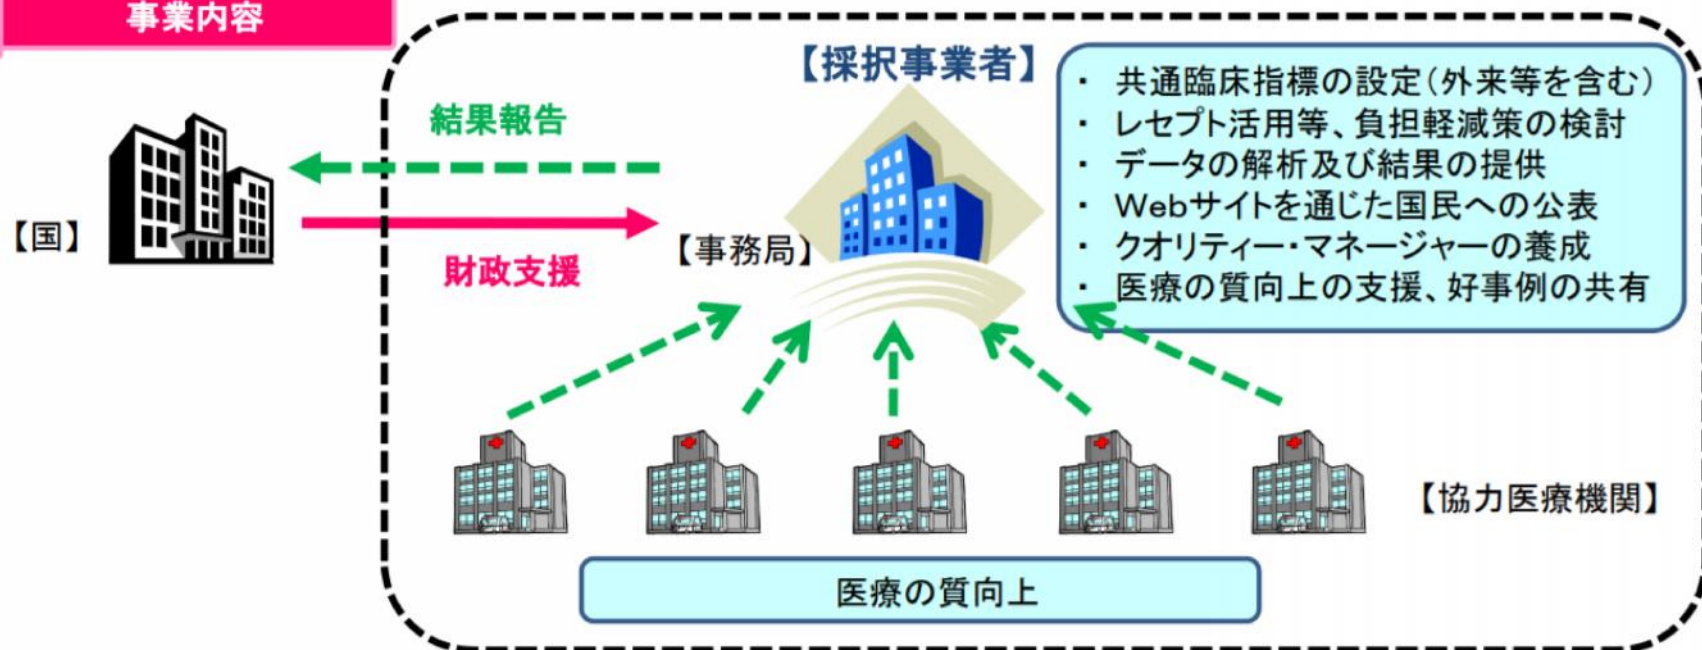 事業内容
【採択事業者】
・ 共通臨床指標の設定(外来等を含む)
・ レセプト活用等、負担軽減策の検討
・ データの解析及び結果の提供
・ Webサイトを通じた国民への公表
・ クオリティー・マネージャーの養成
・ 医療の質向上の支援、好事例の共有
結果報告
【国】
【事務局】
財政支援
【協力医療機関】
医療の質向上